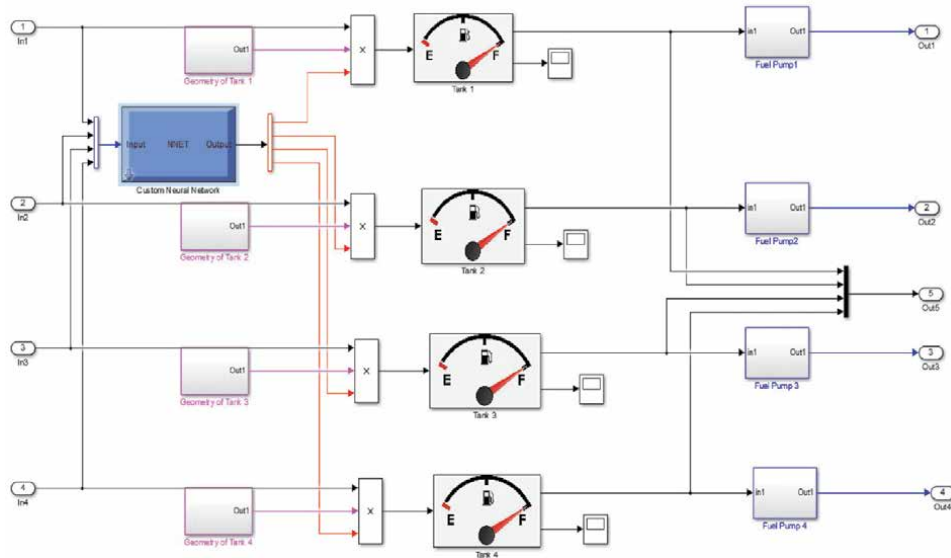 1
In1
Out1
Geometry of Tank 1
X
E
F
Tank 1
in1
Out1
Fuel Pump1
1
Out1
Input
NNET
Output
Custom Neural Network
2
In2
Out1
Geometry of Tank 2
X
E
F
Tank 2
in1
Out1
Fuel Pump2
2
Out2
5
Out5
3
In3
Out1
Geometry of Tank 3
X
E
F
Tank 3
in1
Out1
Fuel Pump 3
3
Out3
4
In4
Out1
Geometry of Tank 4
X
E
F
Tank 4
in1
Out1
Fuel Pump 4
4
Out4